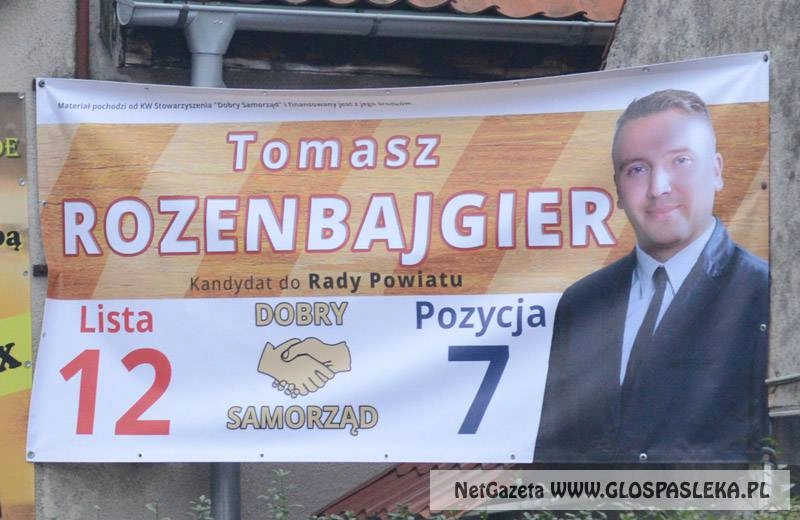 Materiał pochodzi od KW Stowarzyszenia "Dobry Samorząd" i finansowany jest z jego środków
Tomasz
ROZENBAJGIER
Kandydat do Rady Powiatu
Lista
12
DOBRY
SAMORZĄD
Pozycja
7
X
NetGazeta WWW.GLOSPASLEKA.PL